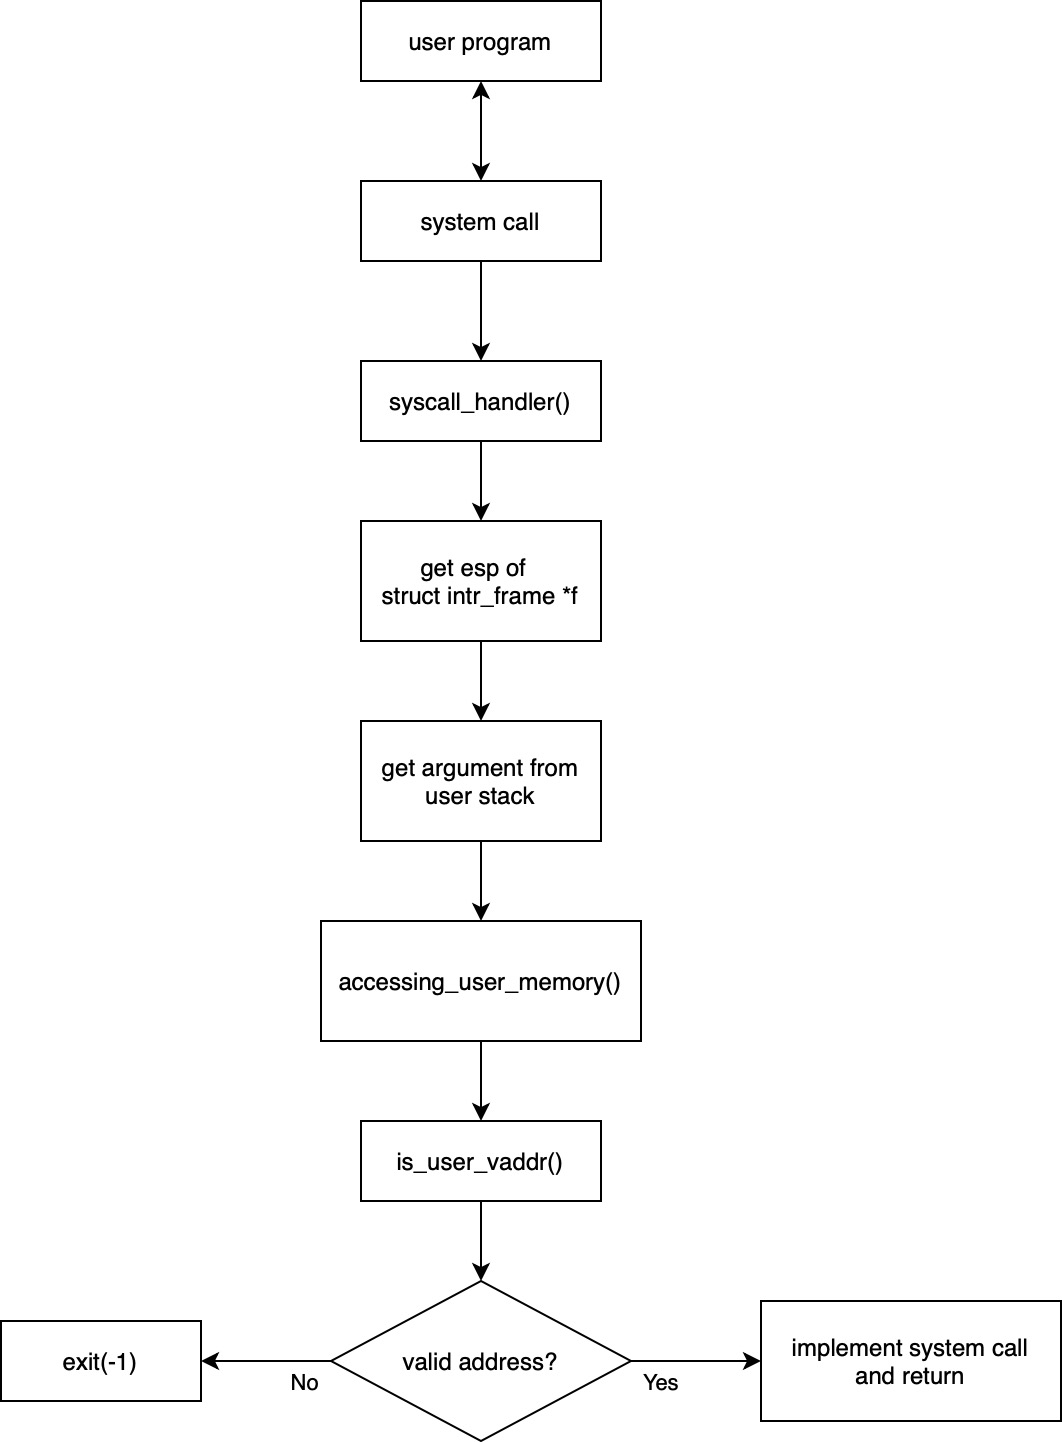 user program
system call
syscall_handler()
get esp of
struct intr_frame *f
get argument from
user stack
accessing_user_memory()
is_user_vaddr()
valid address?
exit(-1)
No
Yes
implement system call
and return